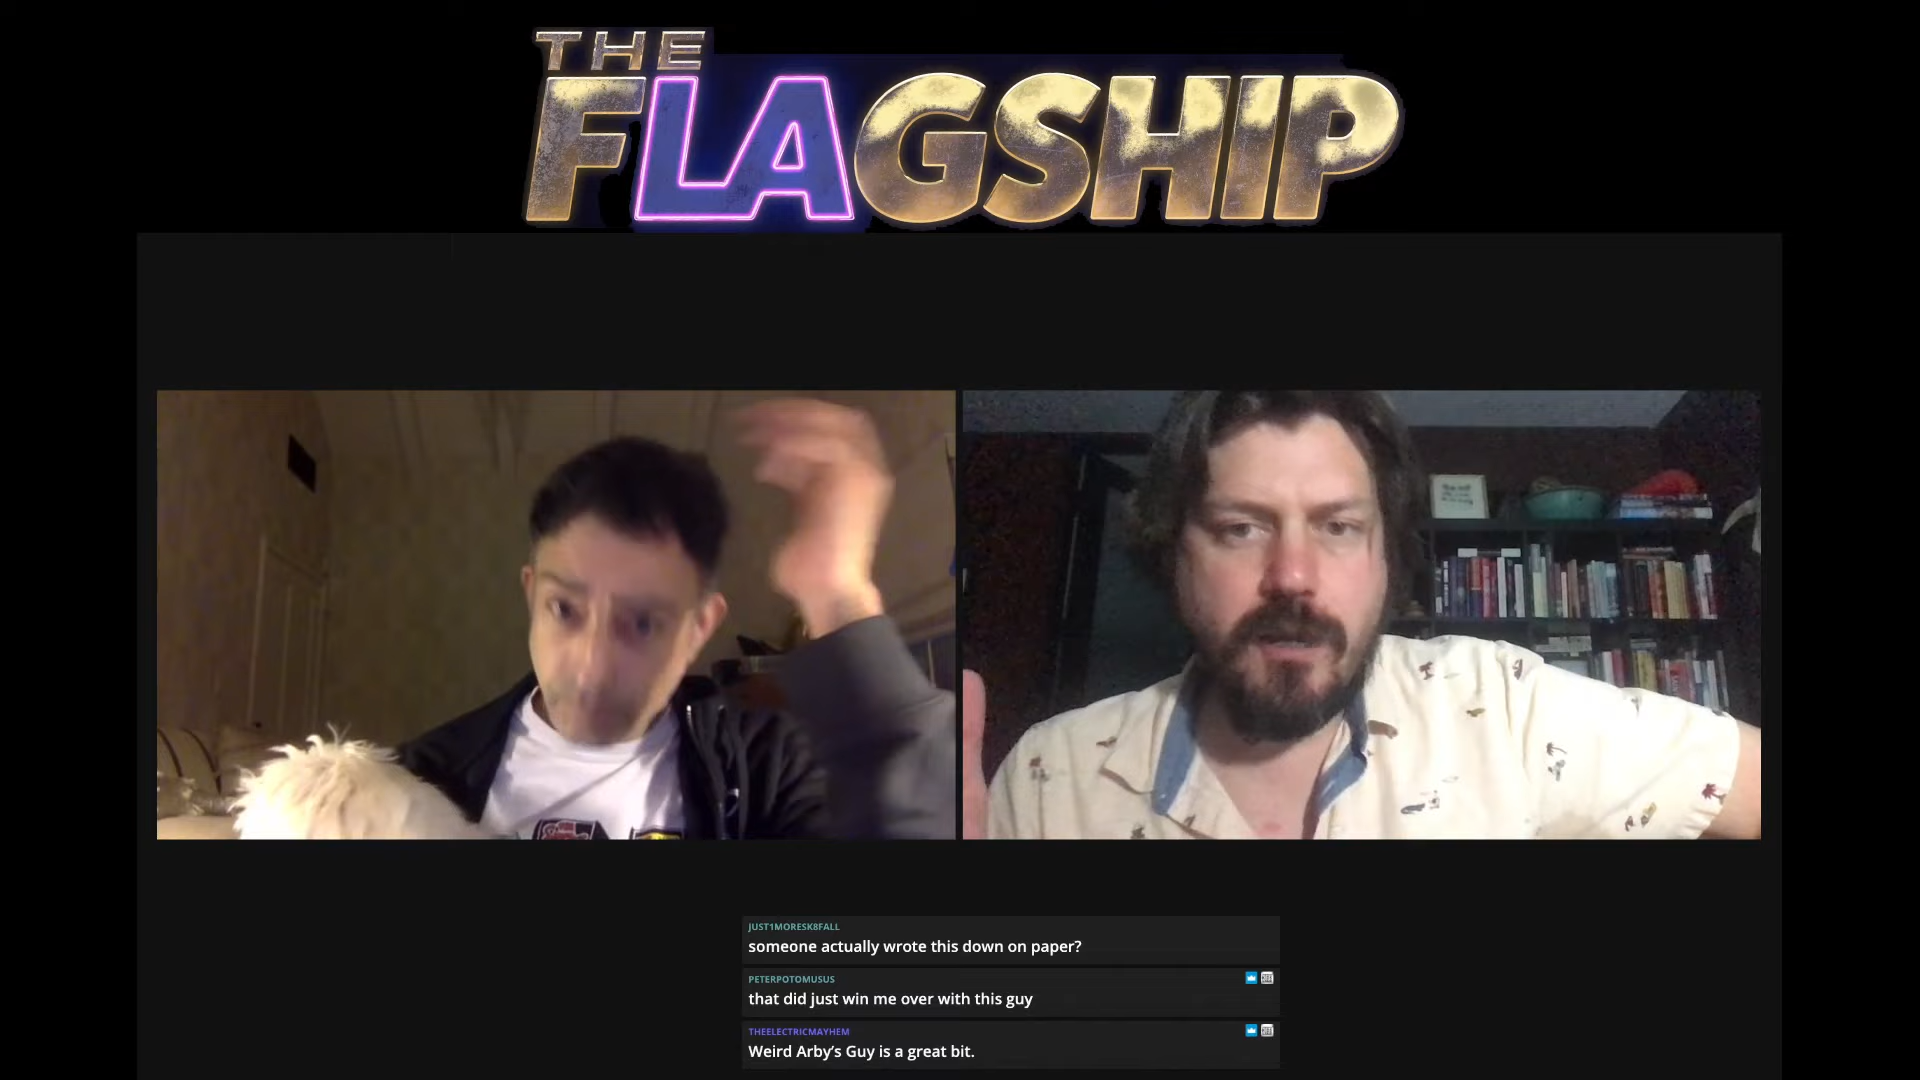 THE
FLAGSHIP
JUST1MORESK8FALL
someone actually wrote this down on paper?
PETERPOTOMUSUS
that did just win me over with this guy
THEELECTRICMAYHEM
Weird Arby's Guy is a great bit.